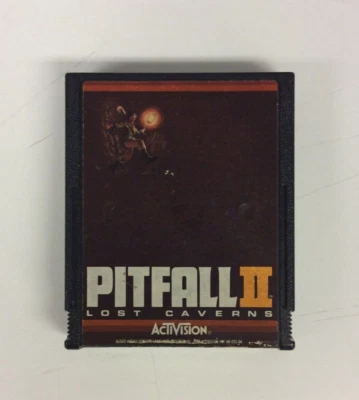 PITFALL II
LOST CAVERNS
ACTIVISION